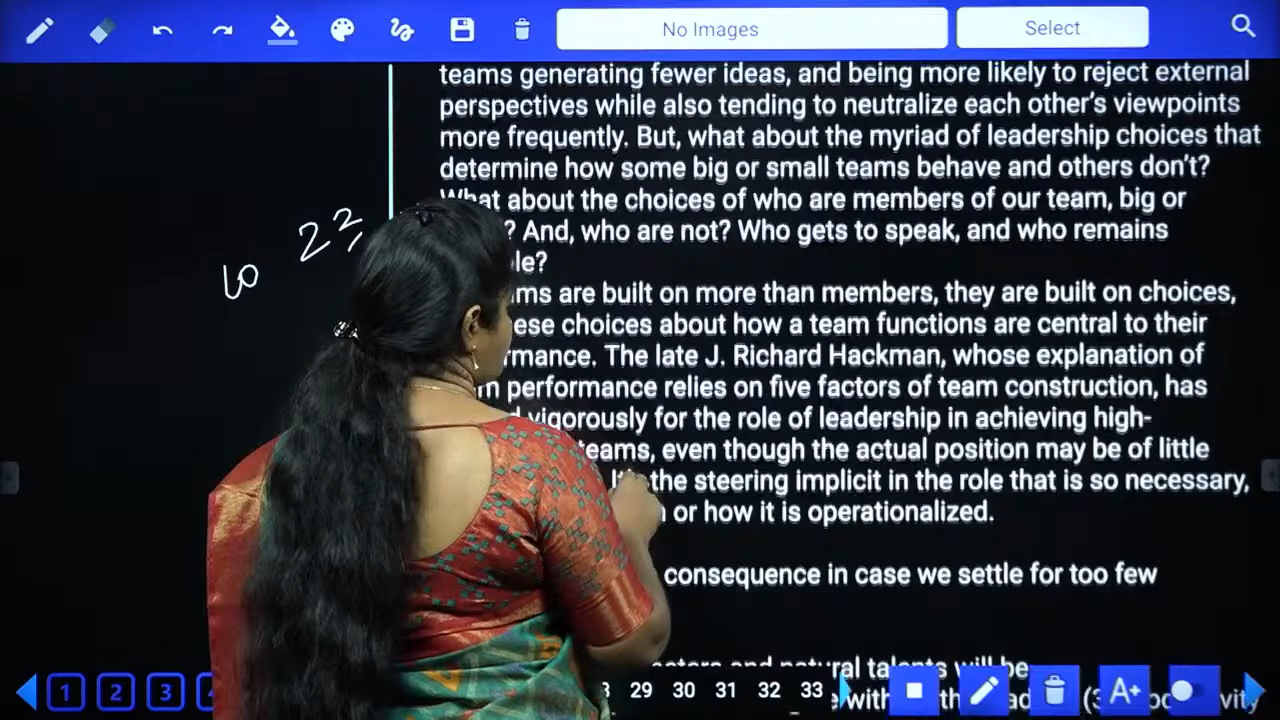 No Images
Select
teams generating fewer ideas, and being more likely to reject external
perspectives while also tending to neutralize each other's viewpoints
more frequently. But, what about the myriad of leadership choices that
determine how some big or small teams behave and others don't?
What about the choices of who are members of our team, big or
? And, who are not? Who gets to speak, and who remains
le?
ms are built on more than members, they are built on choices,
ese choices about how a team functions are central to their
rmance. The late J. Richard Hackman, whose explanation of
m performance relies on five factors of team construction, has
d vigorously for the role of leadership in achieving high-
teams, even though the actual position may be of little
It's the steering implicit in the role that is so necessary,
n or how it is operationalized.
consequence in case we settle for too few
and natural talents will be
22
10
1 2 3 29 30 31 32 33
A+